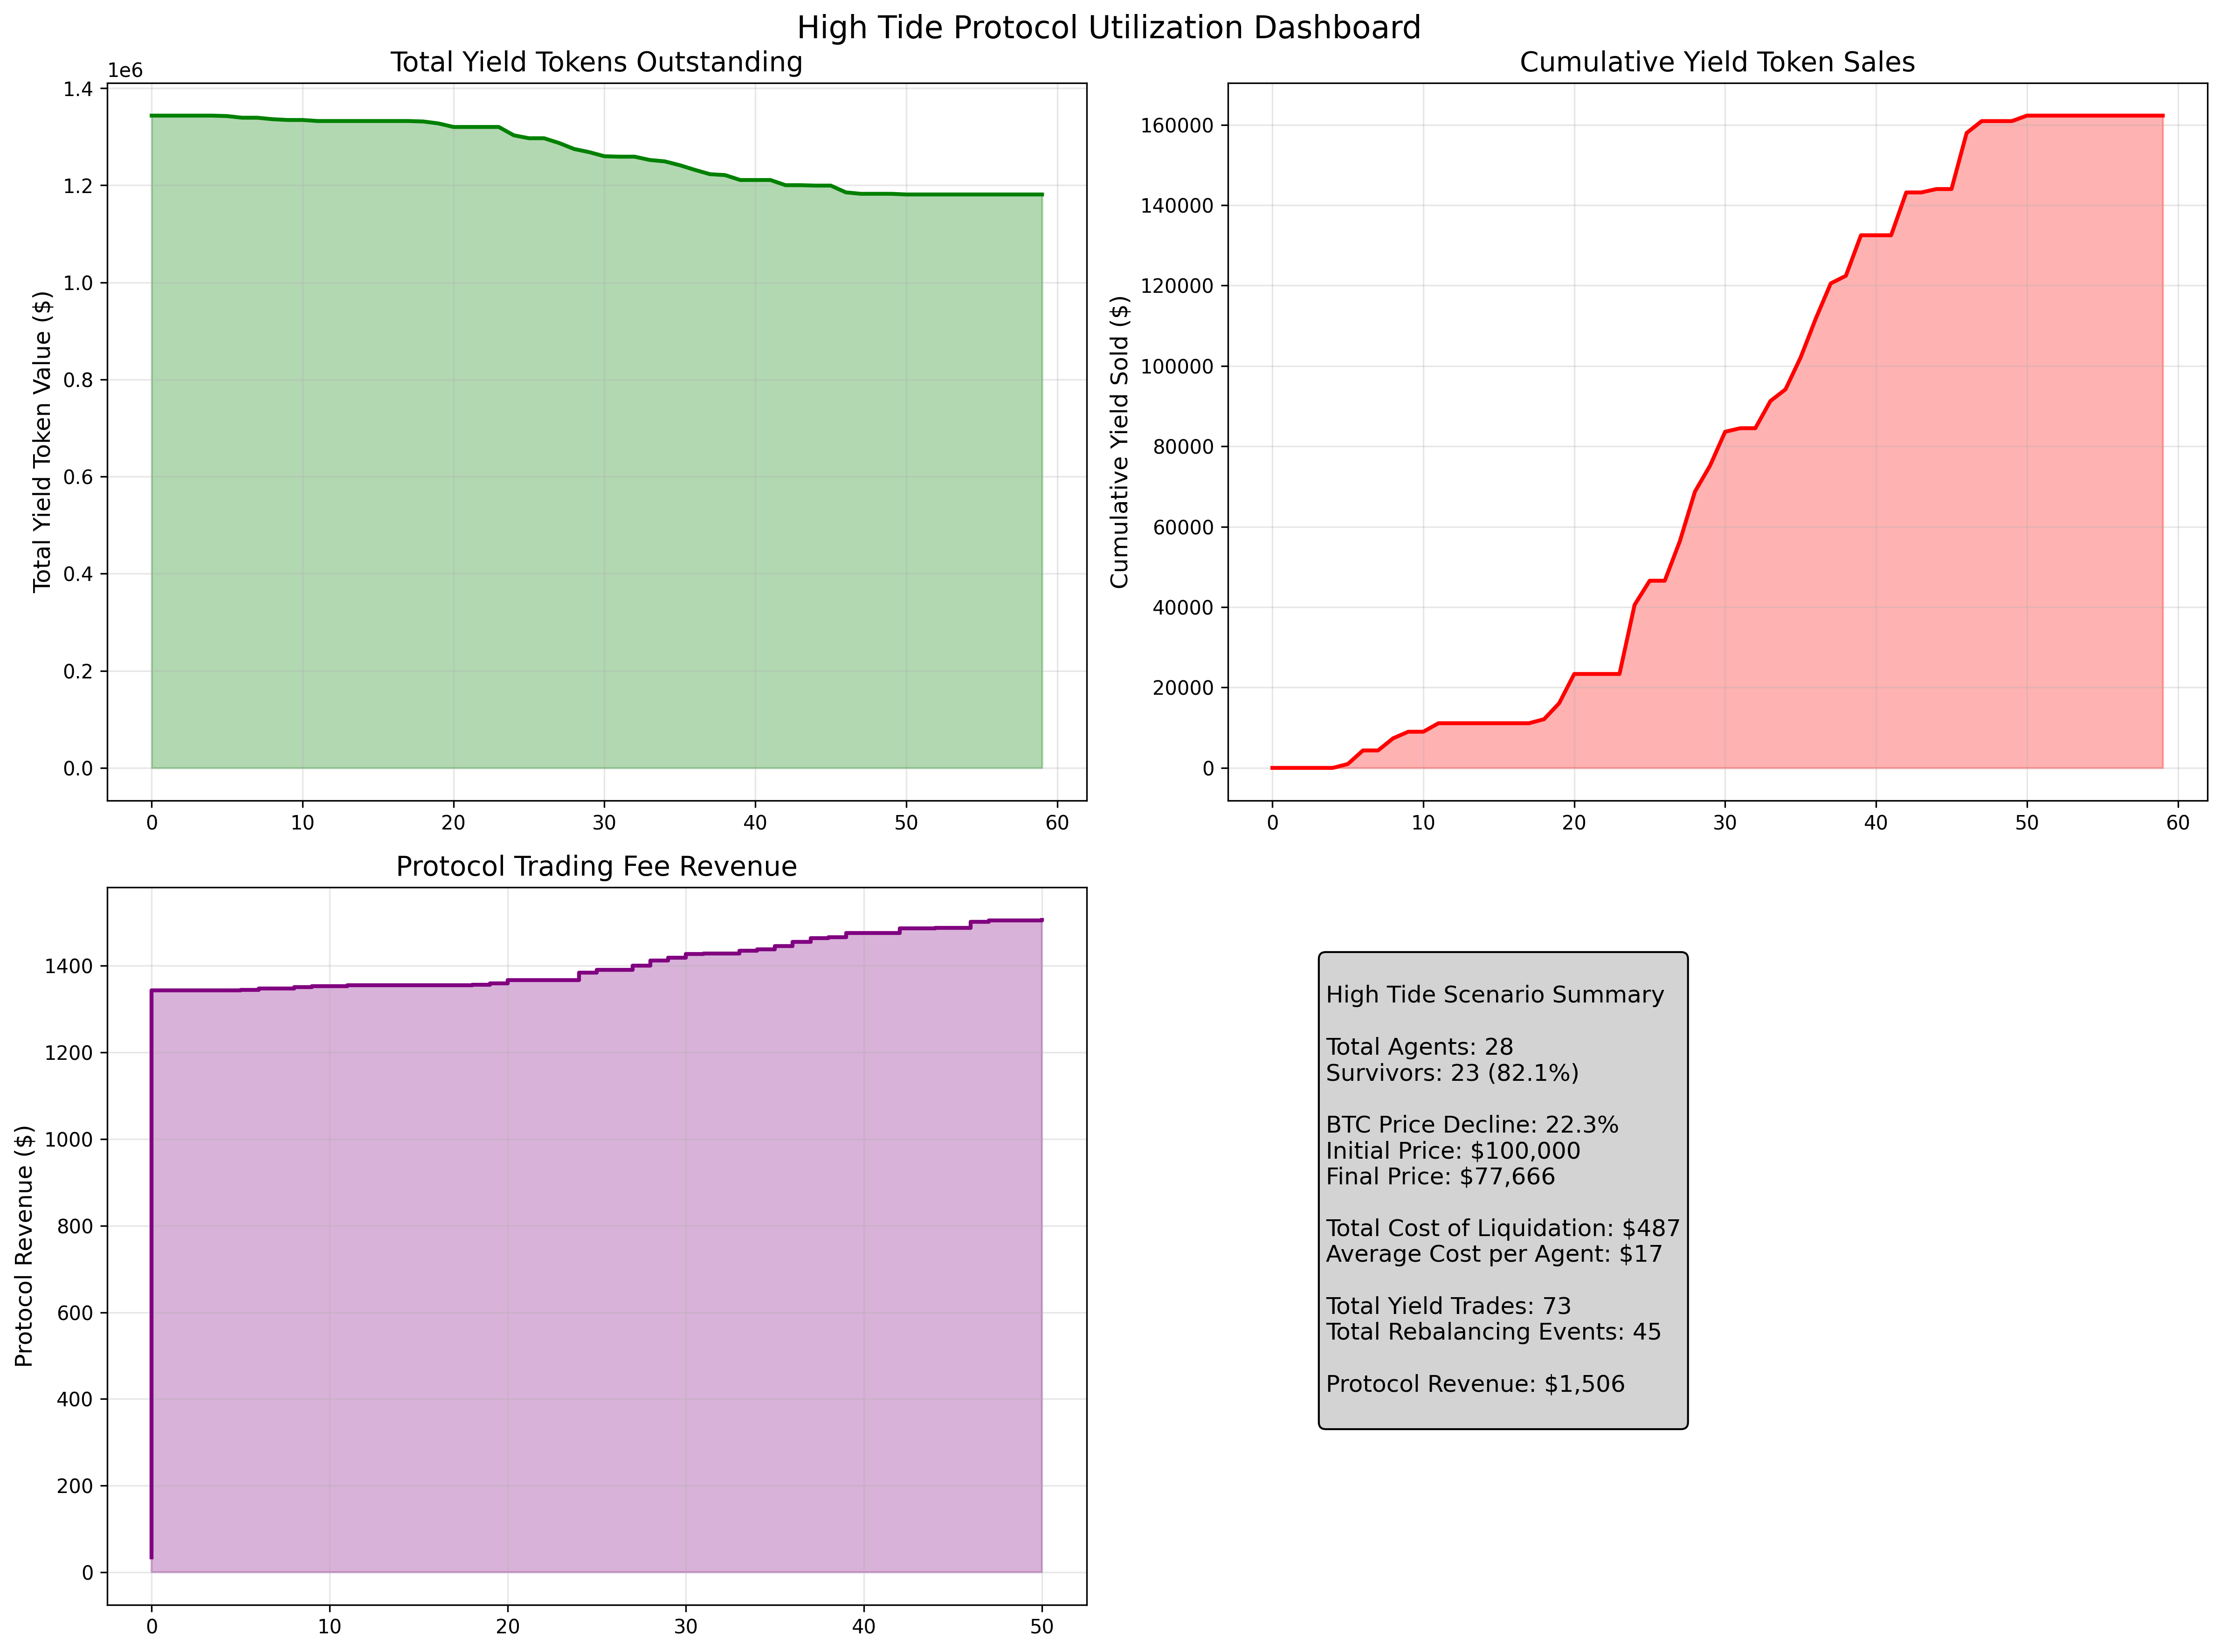 High Tide Protocol Utilization Dashboard
Total Yield Tokens Outstanding
1e6
1.4
1.2
1.0
0.8
0.6
0.4
0.2
0.0
Total Yield Token Value ($)
0 10 20 30 40 50 60
Cumulative Yield Token Sales
160000
140000
120000
100000
80000
60000
40000
20000
0
Cumulative Yield Sold ($)
0 10 20 30 40 50 60
Protocol Trading Fee Revenue
1400
1200
1000
800
600
400
200
0
Protocol Revenue ($)
0 10 20 30 40 50
High Tide Scenario Summary
Total Agents: 28
Survivors: 23 (82.1%)
BTC Price Decline: 22.3%
Initial Price: $100,000
Final Price: $77,666
Total Cost of Liquidation: $487
Average Cost per Agent: $17
Total Yield Trades: 73
Total Rebalancing Events: 45
Protocol Revenue: $1,506